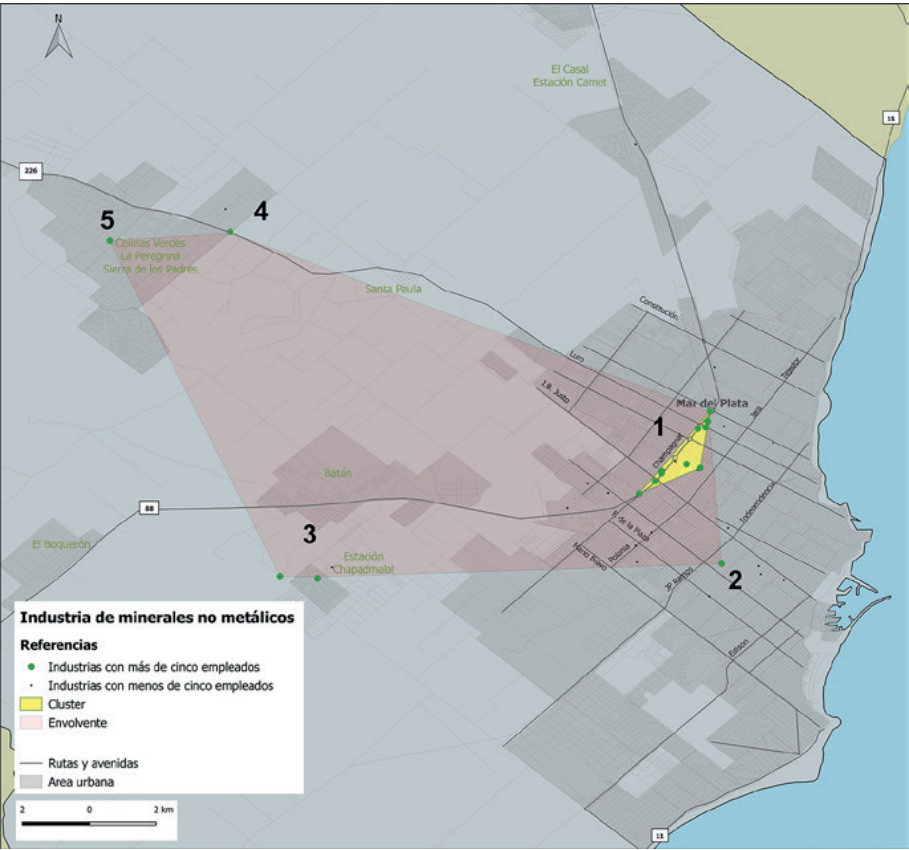 N
El Casal
Estación Camet
11
226
5
4
Colinas Verdes
La Peregrina
Sierra de los Padres
Santa Paula
Constitución
Luro
Tejedor
J.B. Justo
Mar del Plata
Jara
1
Champagnat
Batán
Independencia
88
3
El Boquerón
Estación
Chapadmalal
F. de la Plaza
Mario Bravo
Polonia
JP Ramos
2
Edison
Industria de minerales no metálicos
Referencias
Industrias con más de cinco empleados
Industrias con menos de cinco empleados
Cluster
Envolvente
Rutas y avenidas
Area urbana
2 0 2 km
11